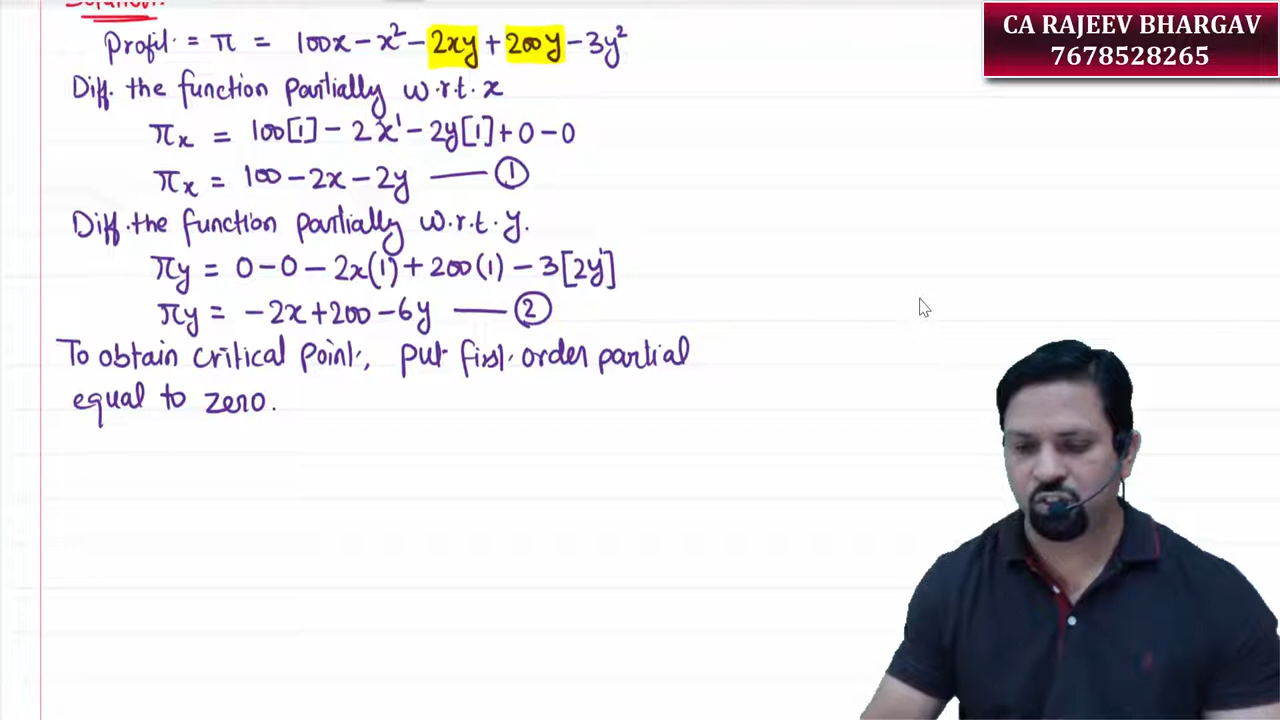 Solution:
Profit = π = 100x - x² - 2xy + 200y - 3y²
Diff. the function partially w.r.t. x
πx = 100[1] - 2x¹ - 2y[1] + 0 - 0
πx = 100 - 2x - 2y —— ①
Diff. the function partially w.r.t. y.
πy = 0 - 0 - 2x(1) + 200(1) - 3[2y¹]
πy = -2x + 200 - 6y —— ②
To obtain critical point, put first order partial
equal to zero.
CA RAJEEV BHARGAV
7678528265